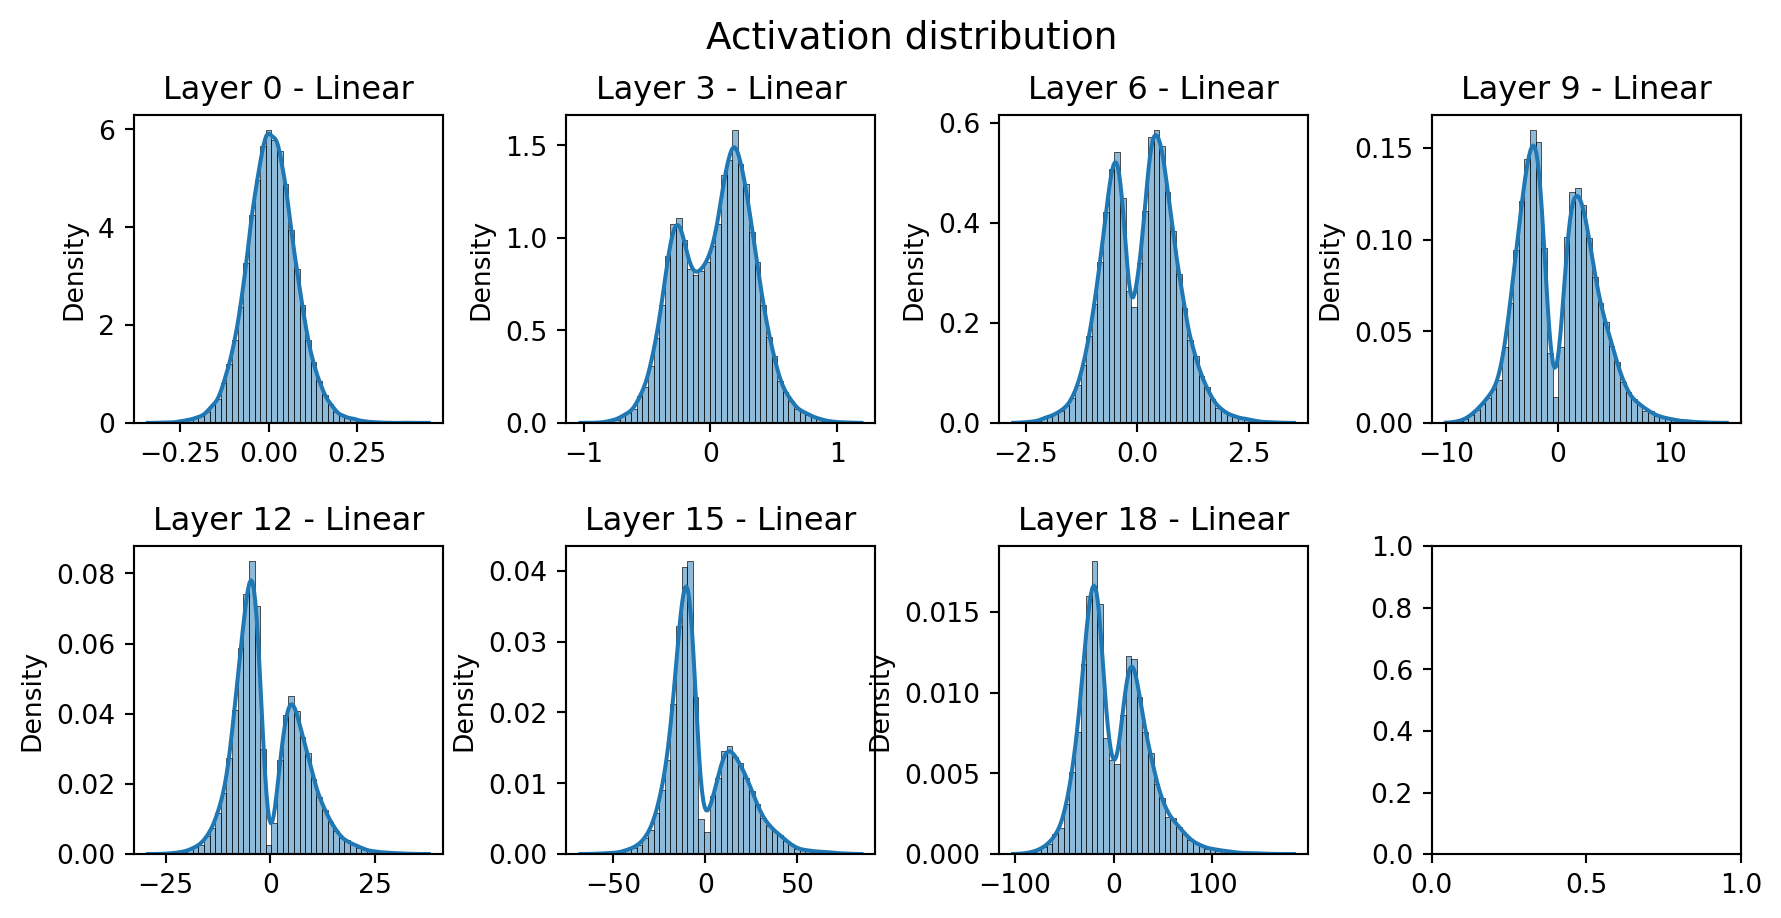 Activation distribution
Layer 0 - Linear
Layer 3 - Linear
Layer 6 - Linear
Layer 9 - Linear
Density
6
4
2
0
−0.25 0.00 0.25
Density
1.5
1.0
0.5
0.0
−1 0 1
Density
0.6
0.4
0.2
0.0
−2.5 0.0 2.5
Density
0.15
0.10
0.05
0.00
−10 0 10
Layer 12 - Linear
Layer 15 - Linear
Layer 18 - Linear
Density
0.08
0.06
0.04
0.02
0.00
−25 0 25
Density
0.04
0.03
0.02
0.01
0.00
−50 0 50
Density
0.015
0.010
0.005
0.000
−100 0 100
1.0
0.8
0.6
0.4
0.2
0.0
0.0 0.5 1.0